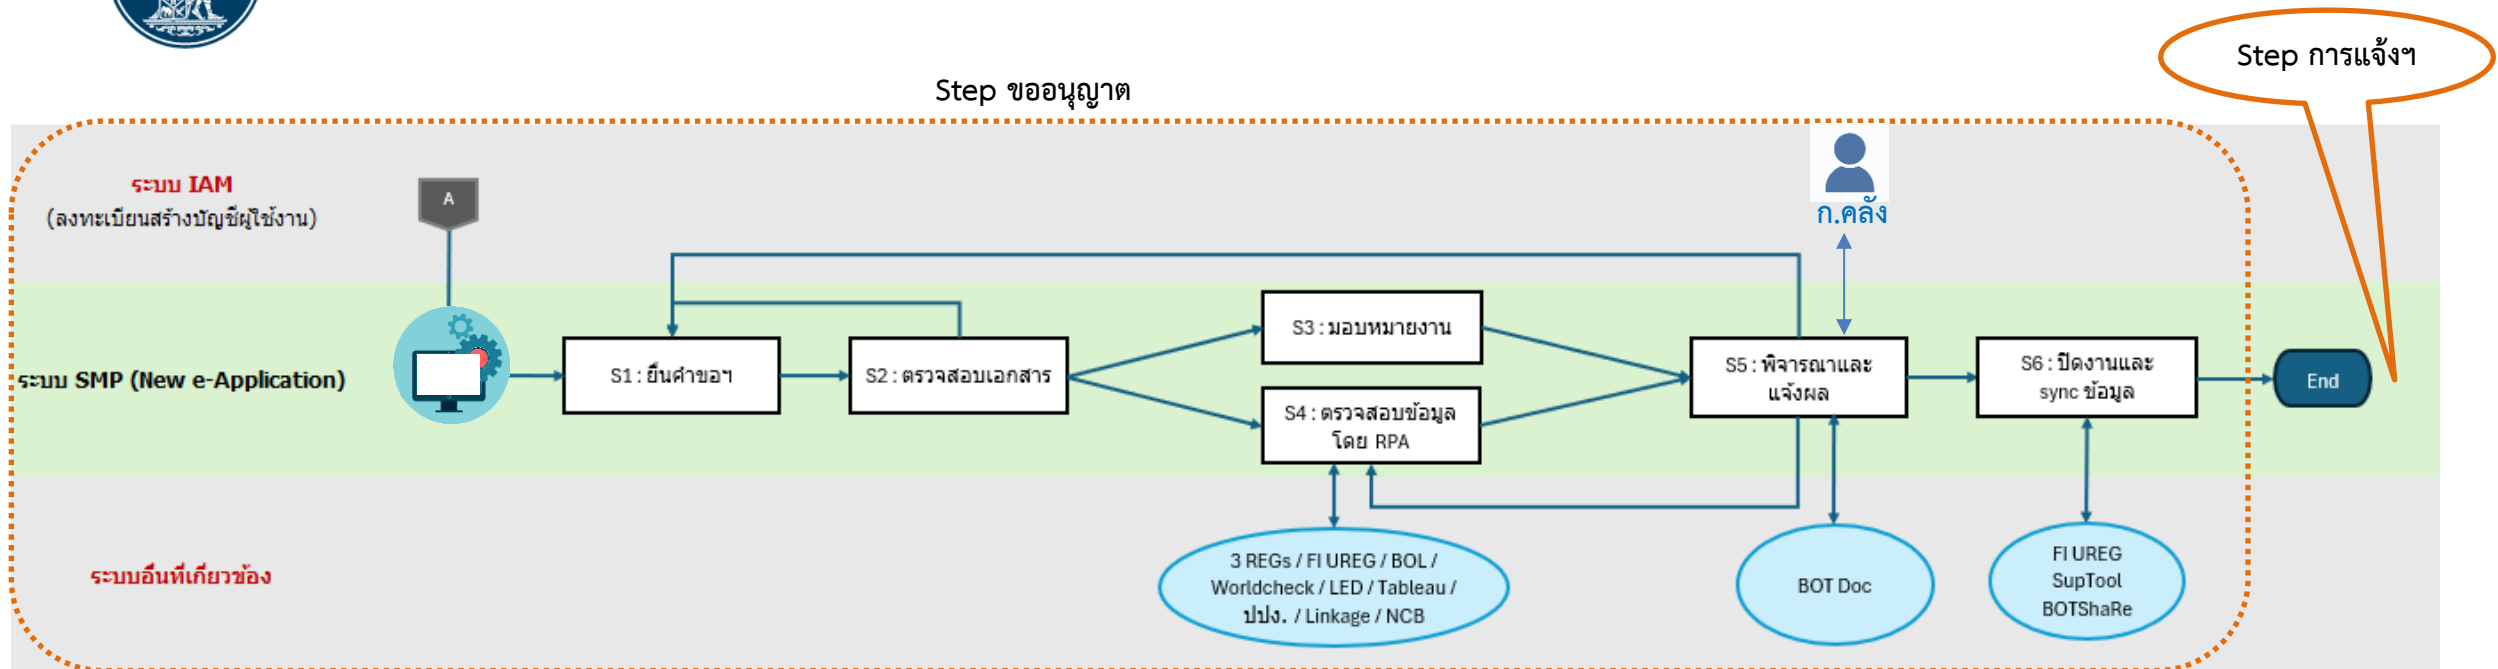 Step การแจ้งฯ
Step ขออนุญาต
ระบบ IAM
(ลงทะเบียนสร้างบัญชีผู้ใช้งาน)
A
ก.คลัง
ระบบ SMP (New e-Application)
S1 : ยื่นคำขอฯ
S2 : ตรวจสอบเอกสาร
S3 : มอบหมายงาน
S4 : ตรวจสอบข้อมูล
โดย RPA
S5 : พิจารณาและ
แจ้งผล
S6 : ปิดงานและ
sync ข้อมูล
End
ระบบอื่นที่เกี่ยวข้อง
3 REGs / FI UREG / BOL /
Worldcheck / LED / Tableau /
ปปง. / Linkage / NCB
BOT Doc
FI UREG
SupTool
BOTShaRe